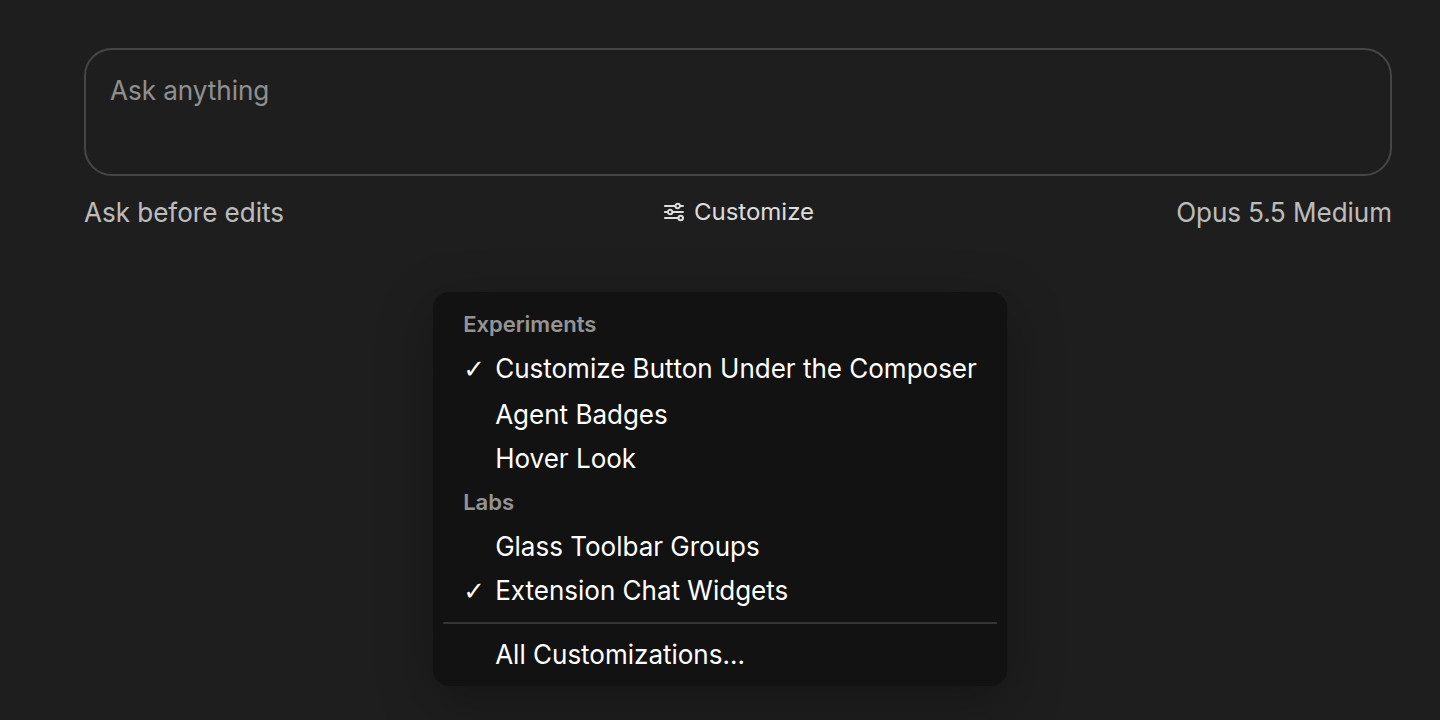 Ask anything
Ask before edits
Customize
Opus 5.5 Medium
Experiments
✓ Customize Button Under the Composer
Agent Badges
Hover Look
Labs
Glass Toolbar Groups
✓ Extension Chat Widgets
All Customizations...